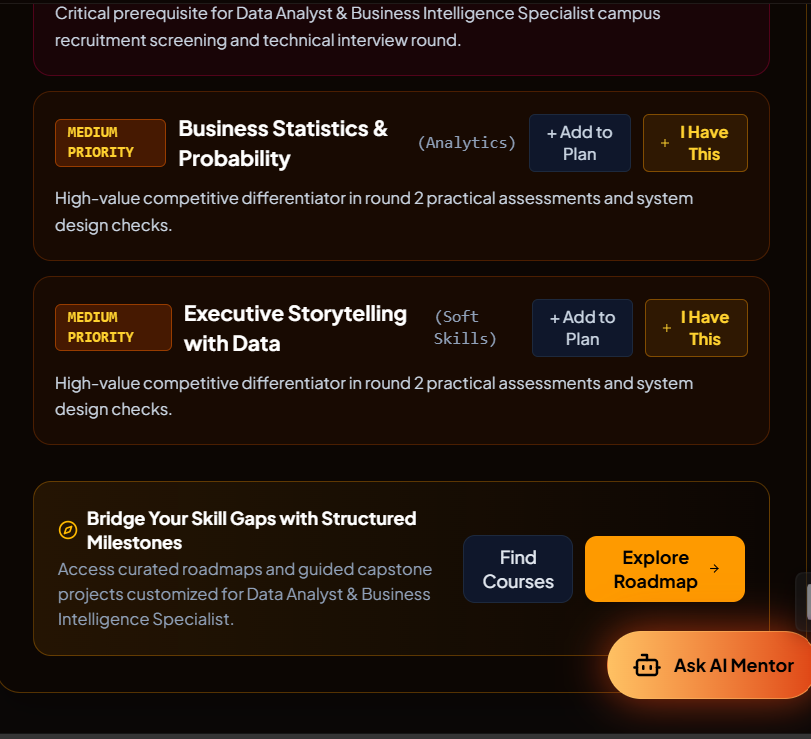 Critical prerequisite for Data Analyst & Business Intelligence Specialist campus
recruitment screening and technical interview round.
MEDIUM
PRIORITY
Business Statistics &
Probability
(Analytics)
+ Add to
Plan
+ I Have
This
High-value competitive differentiator in round 2 practical assessments and system
design checks.
MEDIUM
PRIORITY
Executive Storytelling
with Data
(Soft
Skills)
+ Add to
Plan
+ I Have
This
High-value competitive differentiator in round 2 practical assessments and system
design checks.
Bridge Your Skill Gaps with Structured
Milestones
Access curated roadmaps and guided capstone
projects customized for Data Analyst & Business
Intelligence Specialist.
Find
Courses
Explore
Roadmap →
Ask AI Mentor